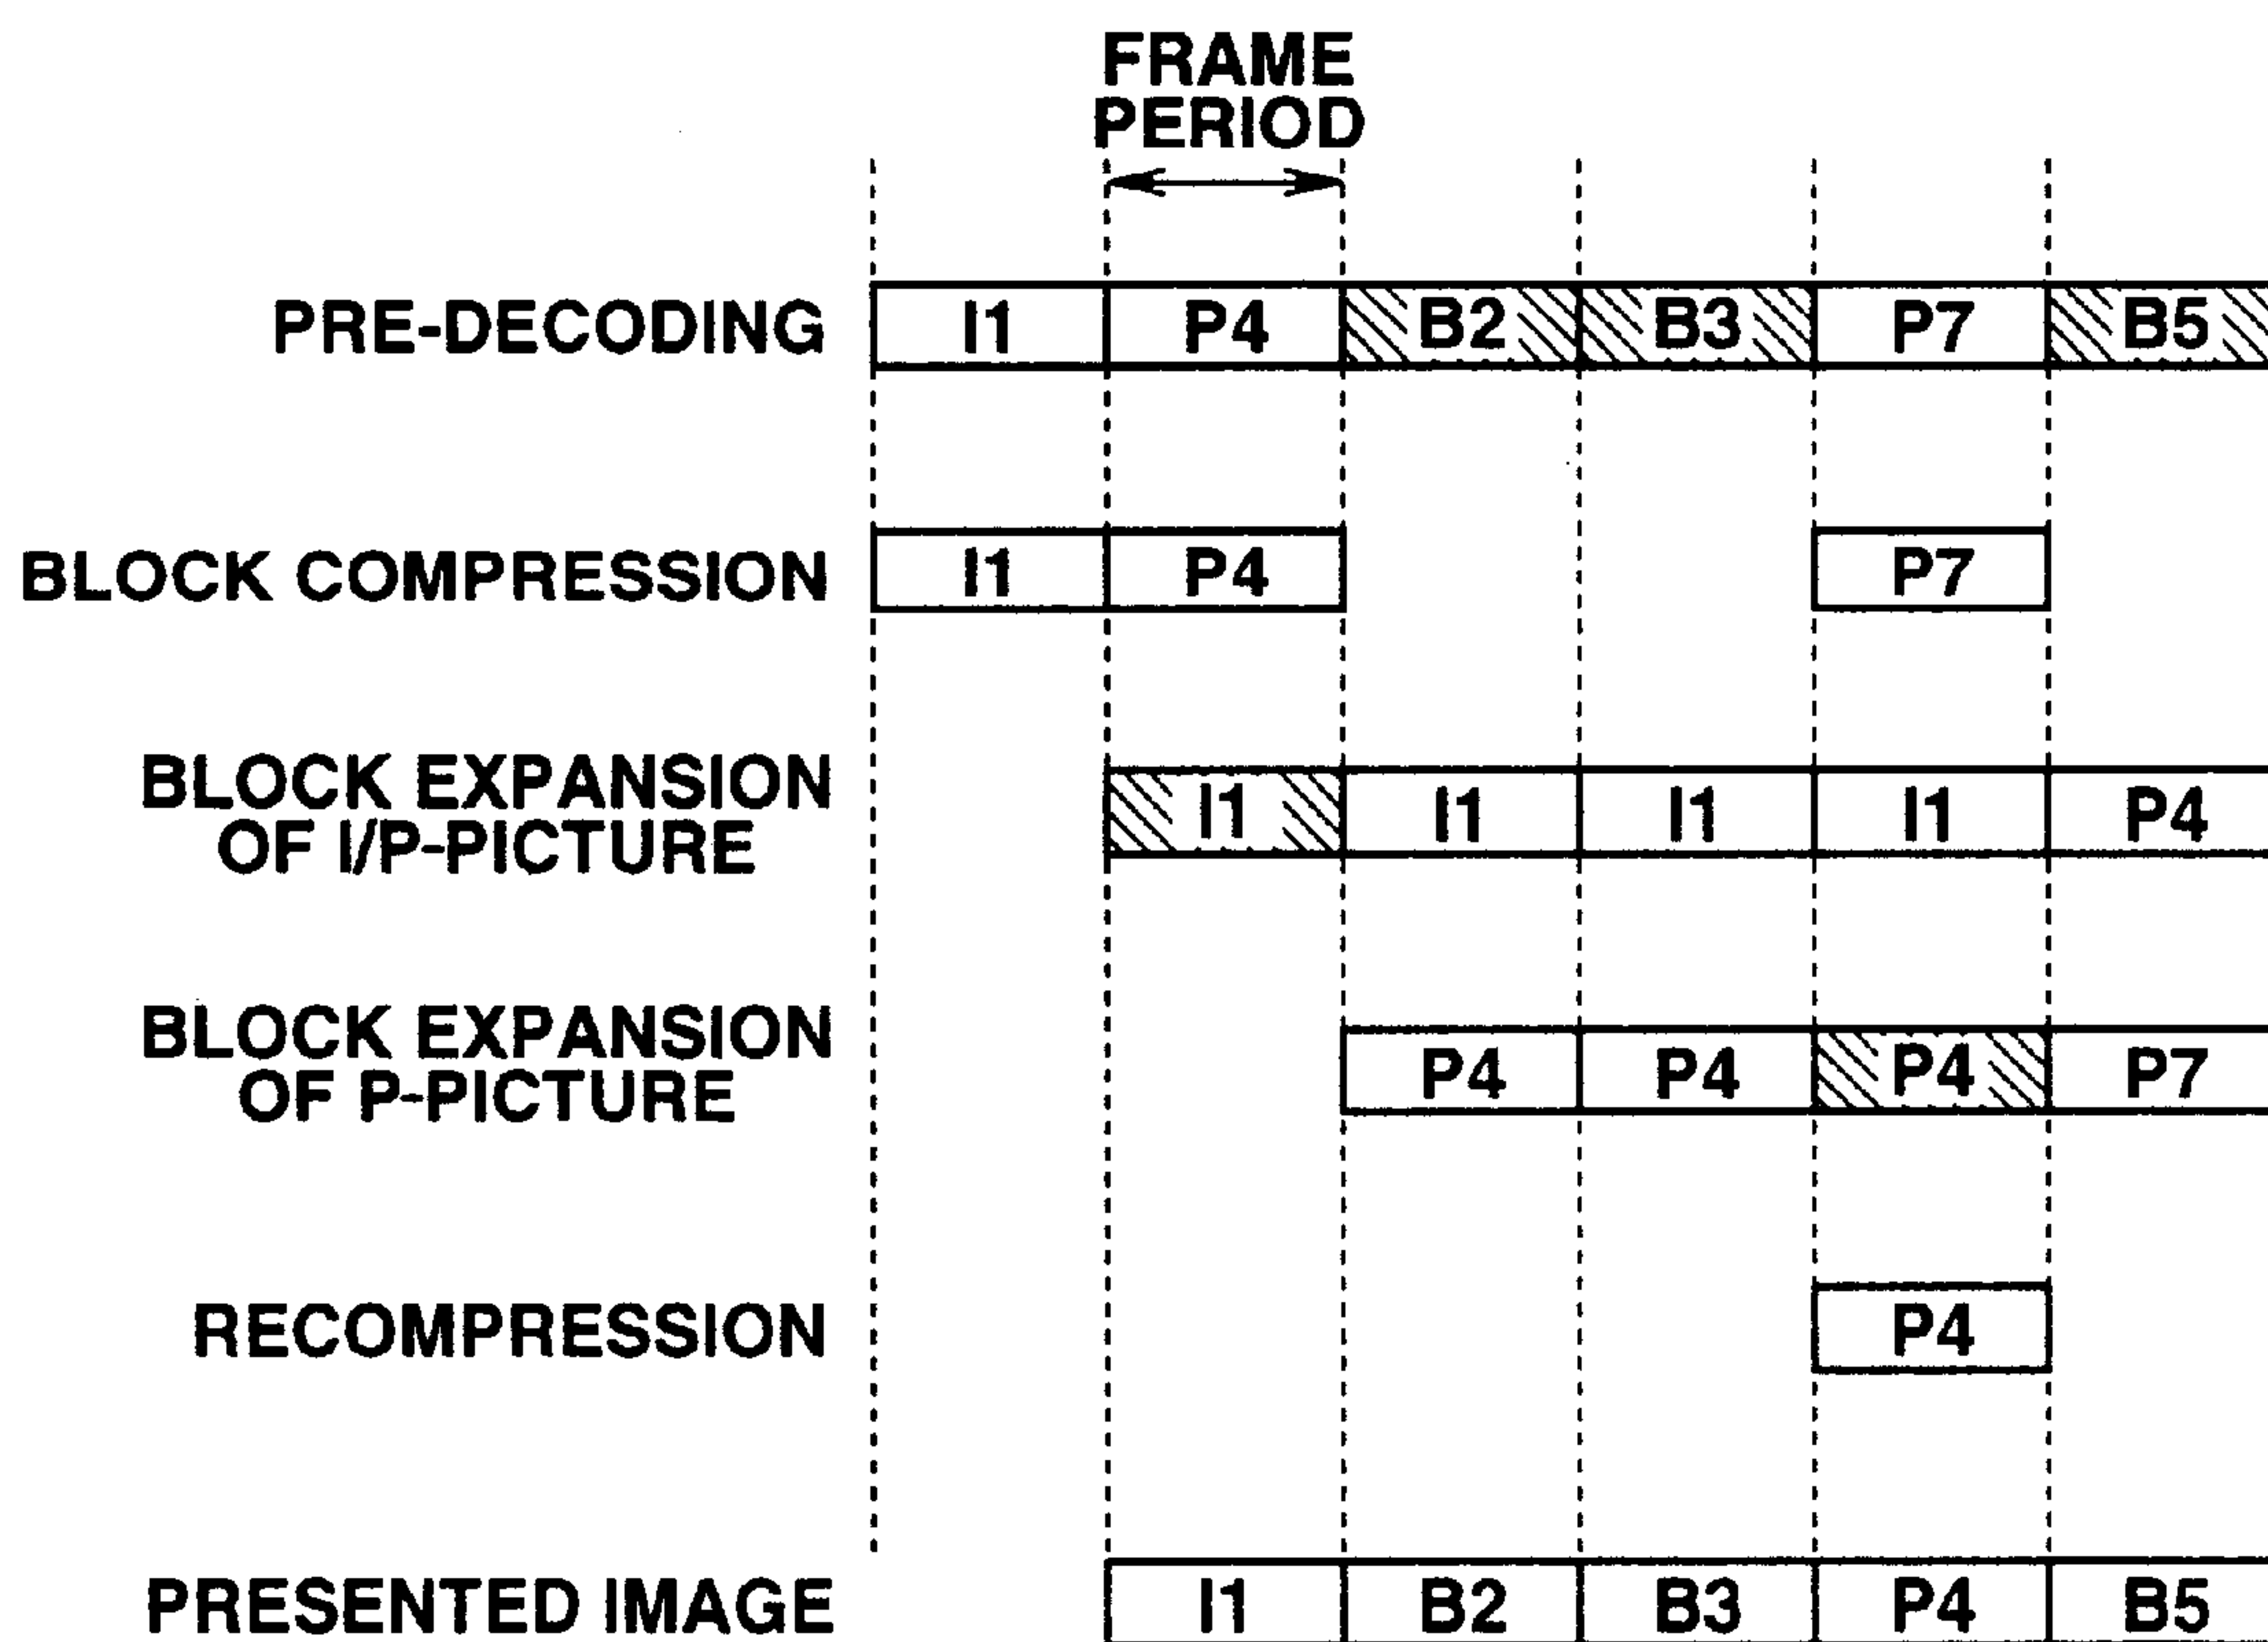 FRAME
PERIOD
PRE-DECODING I1 P4 B2 B3 P7 B5
BLOCK COMPRESSION I1 P4 P7
BLOCK EXPANSION
OF I/P-PICTURE I1 I1 I1 I1 P4
BLOCK EXPANSION
OF P-PICTURE P4 P4 P4 P7
RECOMPRESSION P4
PRESENTED IMAGE I1 B2 B3 P4 B5